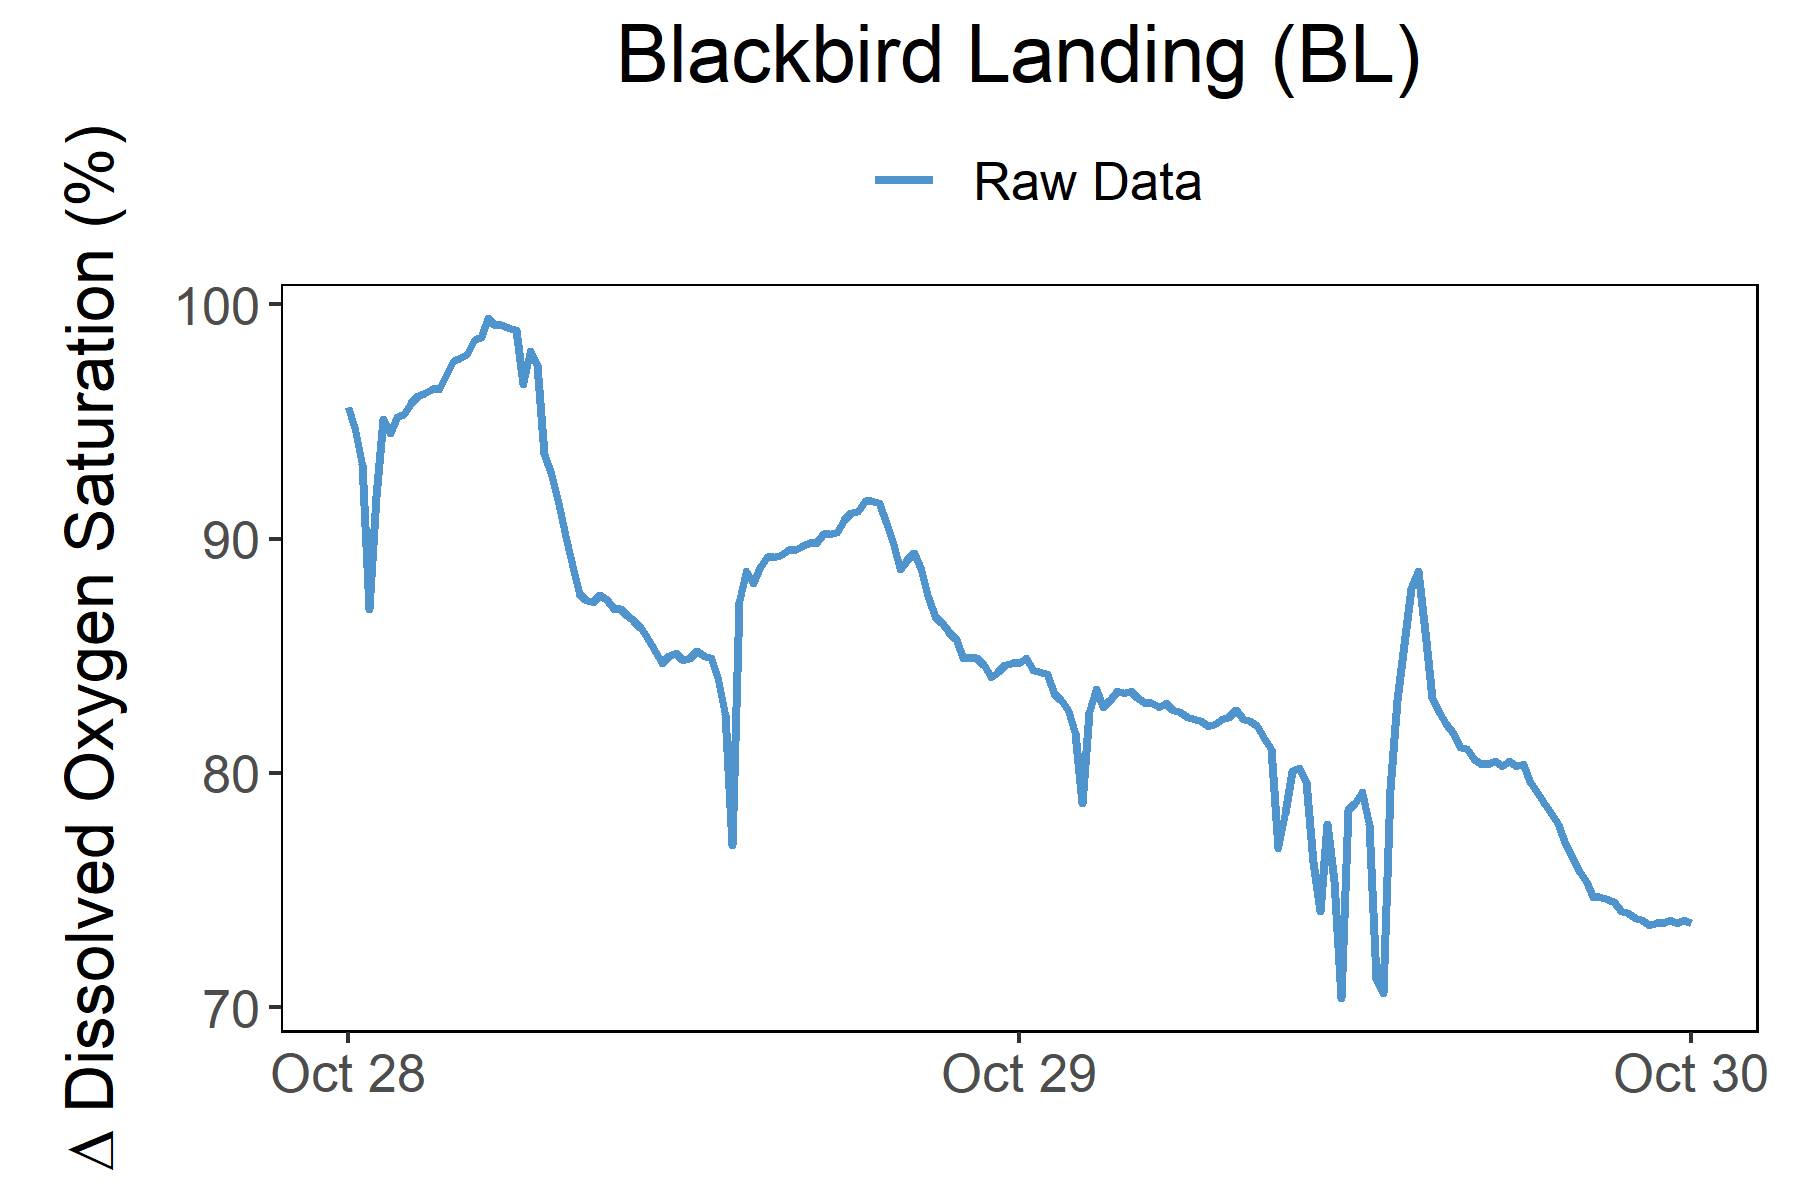 Blackbird Landing (BL)
Raw Data
Δ Dissolved Oxygen Saturation (%)
100
90
80
70
Oct 28
Oct 29
Oct 30